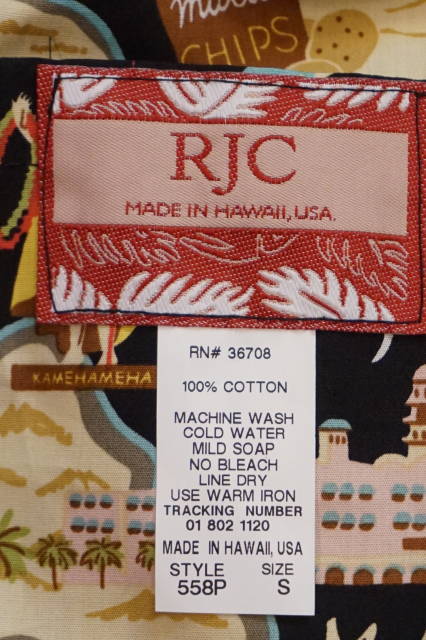 CHIPS
RJC
MADE IN HAWAII, USA.
RN# 36708
KAMEHAMEHA
100% COTTON
MACHINE WASH
COLD WATER
MILD SOAP
NO BLEACH
LINE DRY
USE WARM IRON
TRACKING NUMBER
01 802 1120
MADE IN HAWAII, USA
STYLE SIZE
558P S